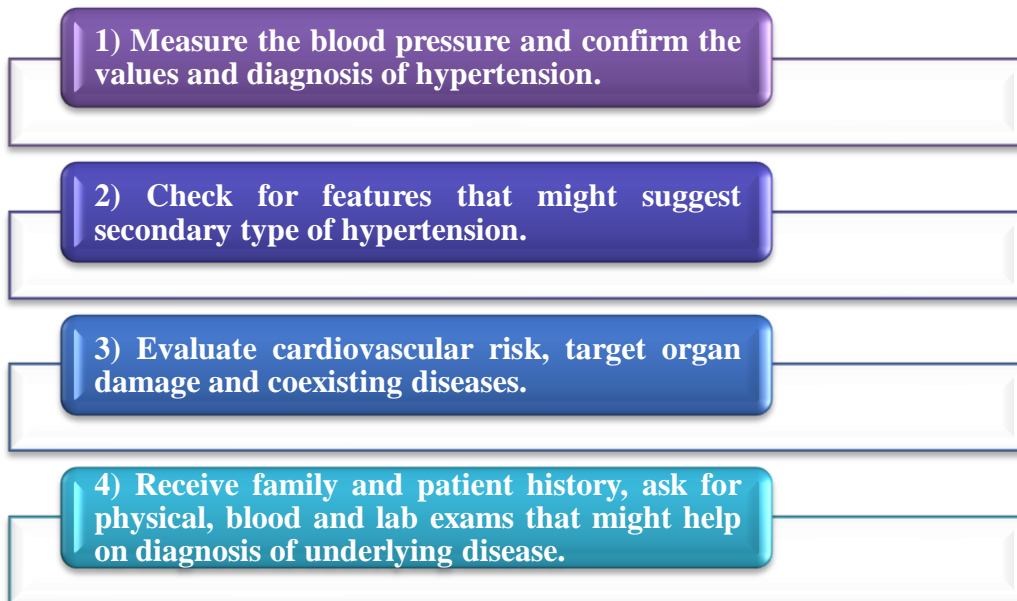 1) Measure the blood pressure and confirm the
values and diagnosis of hypertension.
2) Check for features that might suggest
secondary type of hypertension.
3) Evaluate cardiovascular risk, target organ
damage and coexisting diseases.
4) Receive family and patient history, ask for
physical, blood and lab exams that might help
on diagnosis of underlying disease.